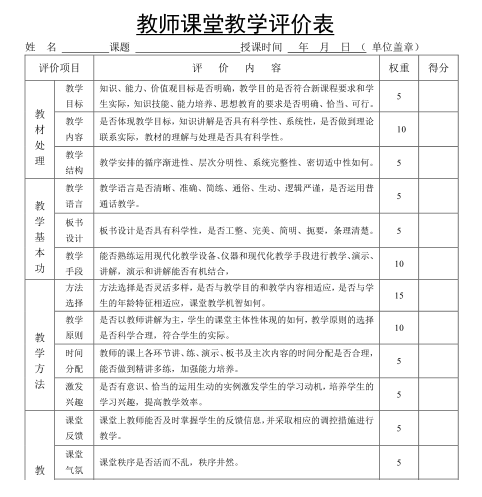 教师课堂教学评价表
姓 名 课题 授课时间 年 月 日 （ 单位盖章）
评价项目 评 价 内 容 权重 得分
教材处理
教学目标
知识、能力、价值观目标是否明确，教学目的是否符合新课程要求和学
生实际，知识技能、能力培养、思想教育的要求是否明确、恰当、可行。
5
教学内容
是否体现教学目标，知识讲解是否具有科学性、系统性，是否做到理论
联系实际，教材的理解与处理是否具有科学性。
10
教学结构
教学安排的循序渐进性、层次分明性、系统完整性、密切适中性如何。
5
教学基本功
教学语言
教学语言是否清晰、准确、简练、通俗、生动、逻辑严谨，是否运用普
通话教学。
5
板书设计
板书设计是否具有科学性，是否工整、完美、简明、扼要，条理清楚。
5
教学手段
能否熟练运用现代化教学设备、仪器和现代化教学手段进行教学、演示、
讲解，演示和讲解能否有机结合，
10
教学方法
方法选择
方法选择是否灵活多样，是否与教学目的和教学内容相适应，是否与学
生的年龄特征相适应，课堂教学机智如何。
15
教学原则
是否以教师讲解为主，学生的课堂主体性体现的如何，教学原则的选择
是否科学合理，符合学生的实际。
10
时间分配
教师的课上各环节讲、练、演示、板书及主次内容的时间分配是否合理，
能否做到精讲多练，加强能力培养。
5
激发兴趣
是否有意识、恰当的运用生动的实例激发学生的学习动机，培养学生的
学习兴趣，提高教学效率。
5
教
课堂反馈
课堂上教师能否及时掌握学生的反馈信息，并采取相应的调控措施进行
教学。
5
课堂气氛
课堂秩序是否活而不乱，秩序井然。
5